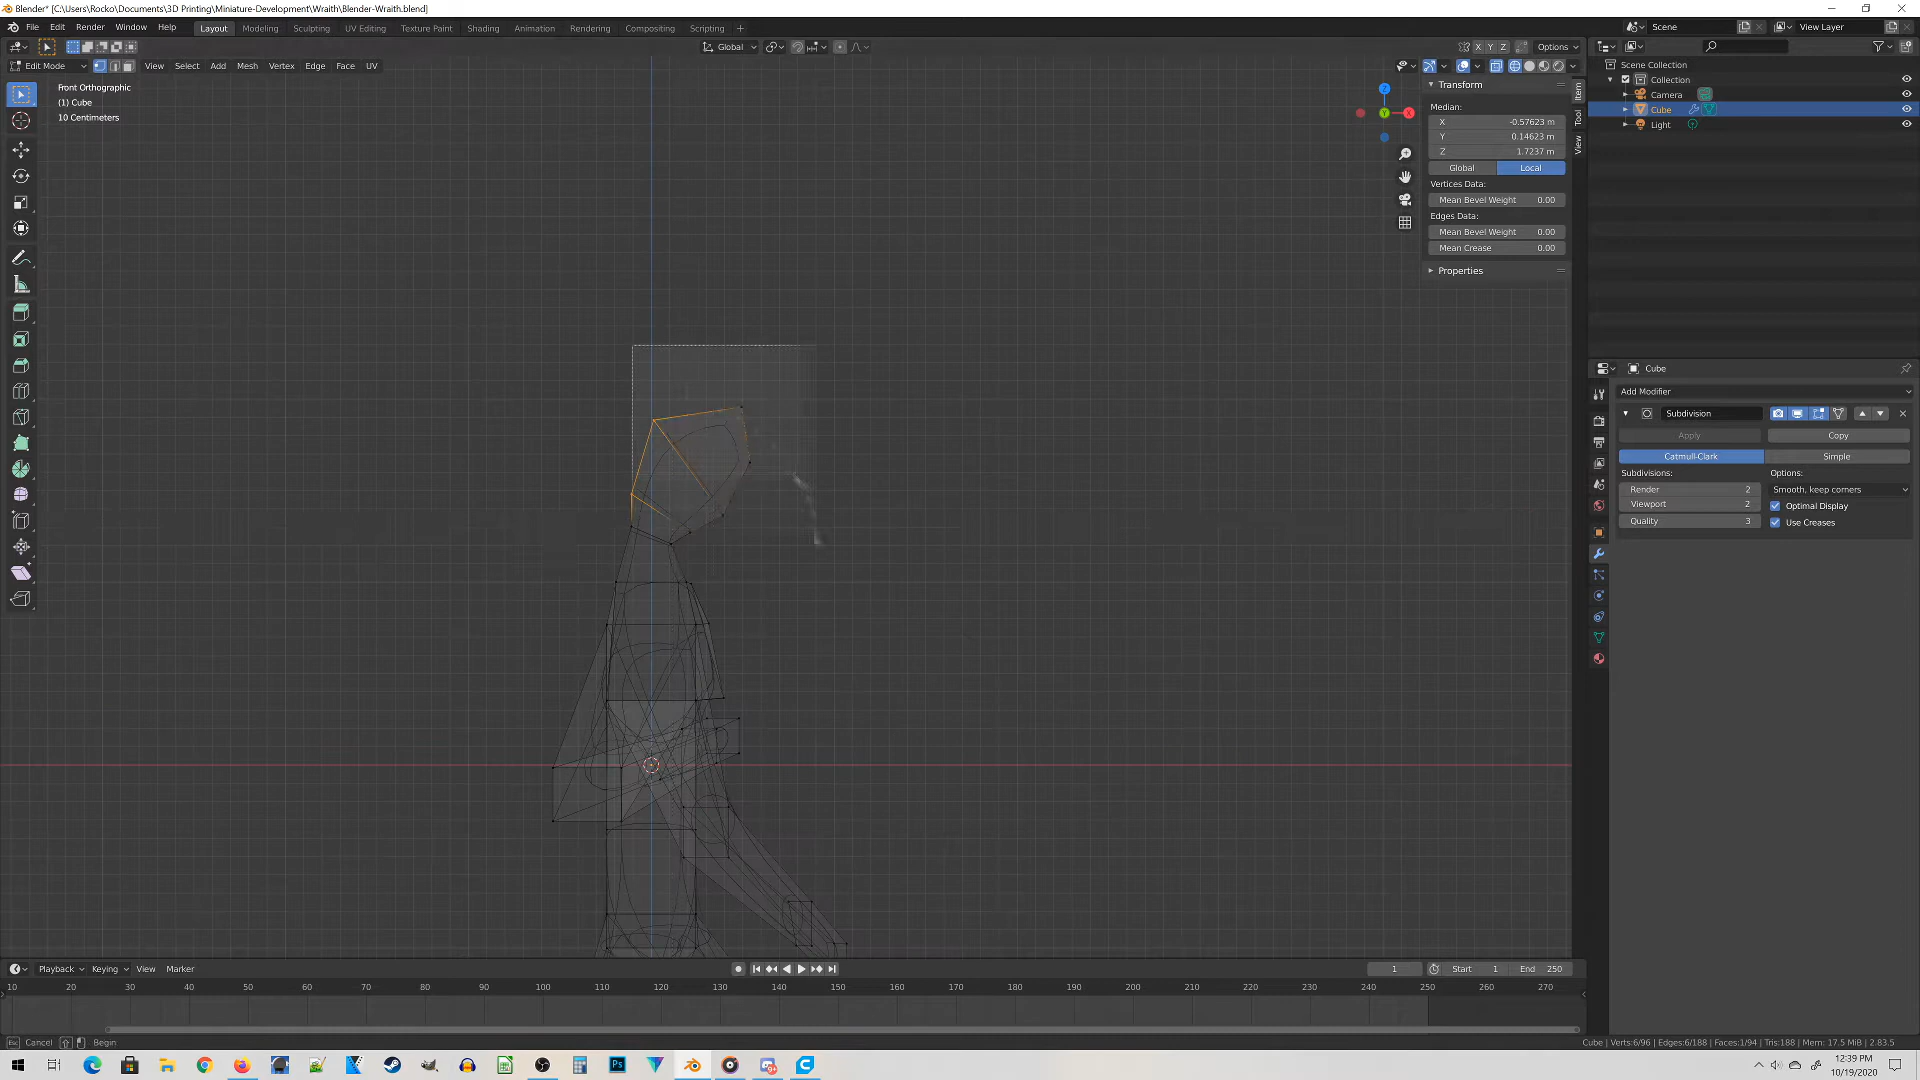 Blender* [C:\Users\Rocko\Documents\3D Printing\Miniature-Development\Wraith\Blender-Wraith.blend]
File Edit Render Window Help Layout Modeling Sculpting UV Editing Texture Paint Shading Animation Rendering Compositing Scripting + Scene View Layer
Global X Y Z Options
Edit Mode View Select Add Mesh Vertex Edge Face UV
Front Orthographic
(1) Cube
10 Centimeters
Transform
Median:
X -0.57623 m
Y 0.14623 m
Z 1.7237 m
Global Local
Vertices Data:
Mean Bevel Weight 0.00
Edges Data:
Mean Bevel Weight 0.00
Mean Crease 0.00
Properties
Item
Tool
View
Z
Y
X
Scene Collection
Collection
Camera
Cube
Light
Cube
Add Modifier
Subdivision
Apply Copy
Catmull-Clark Simple
Subdivisions: Options:
Render 2 Smooth, keep corners
Viewport 2 Optimal Display
Quality 3 Use Creases
Playback Keying View Marker 1 Start 1 End 250
10 20 30 40 50 60 70 80 90 100 110 120 130 140 150 160 170 180 190 200 210 220 230 240 250 260 270
Esc Cancel Begin Cube | Verts:6/96 | Edges:6/188 | Faces:1/94 | Tris:188 | Mem: 17.5 MiB | 2.83.5
Ps
12:39 PM
10/19/2020